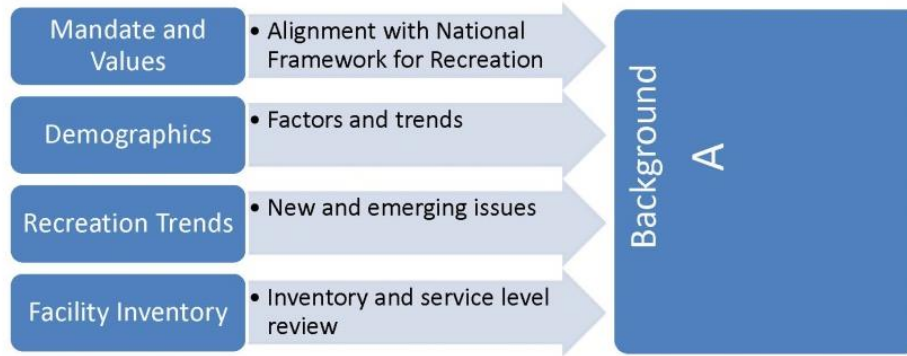 Mandate and
Values
• Alignment with National
Framework for Recreation
Demographics
• Factors and trends
Recreation Trends
• New and emerging issues
Facility Inventory
• Inventory and service level
review
Background
A